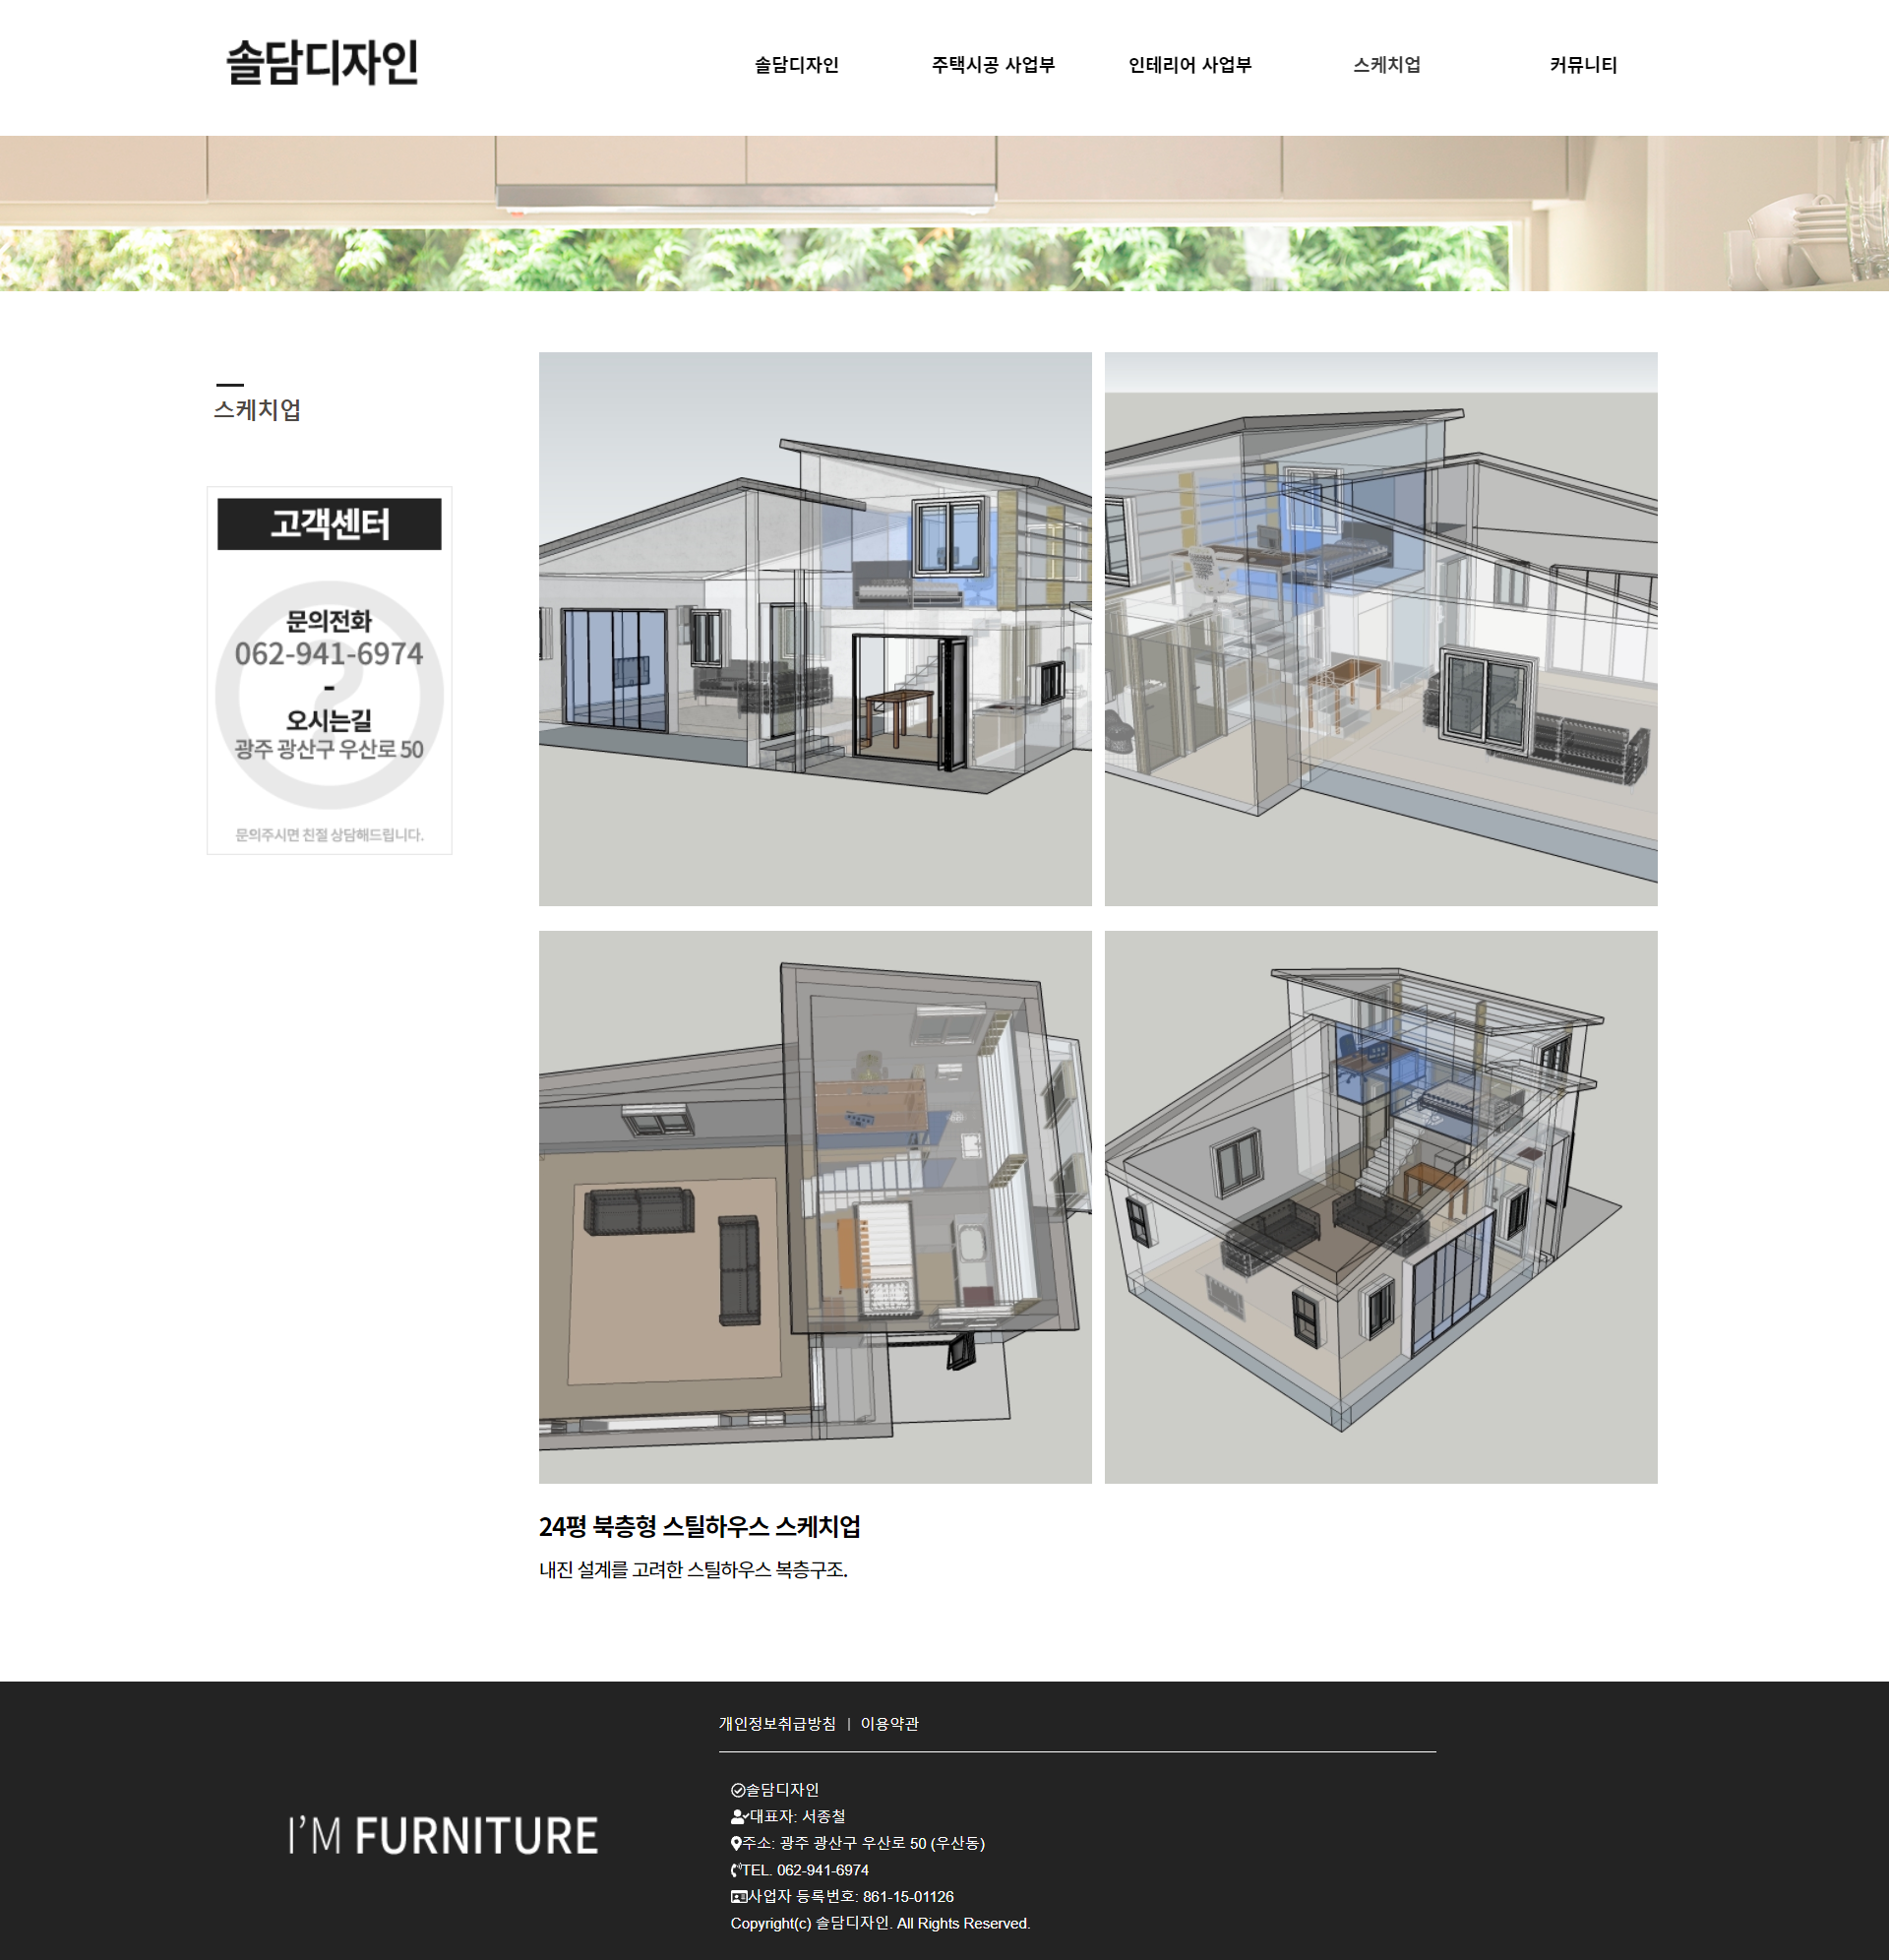 솔담디자인
솔담디자인 주택시공 사업부 인테리어 사업부 스케치업 커뮤니티
스케치업
고객센터
문의전화
062-941-6974
-
오시는길
광주 광산구 우산로 50
문의주시면 친절 상담해드립니다.
24평 북층형 스틸하우스 스케치업
내진 설계를 고려한 스틸하우스 복층구조.
개인정보취급방침 | 이용약관
I'M FURNITURE
솔담디자인
대표자: 서종철
주소: 광주 광산구 우산로 50 (우산동)
TEL. 062-941-6974
사업자 등록번호: 861-15-01126
Copyright(c) 솔담디자인. All Rights Reserved.